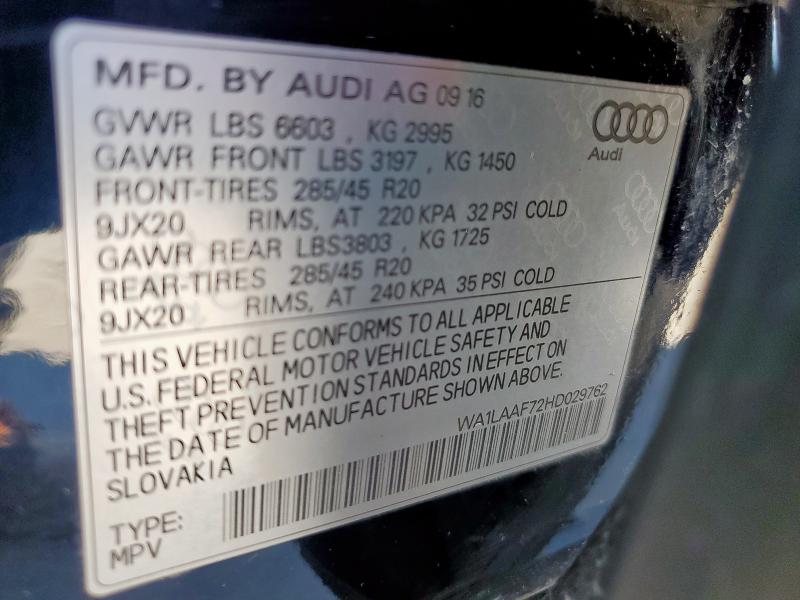 MFD. BY AUDI AG 09 16
GVWR LBS 6603 , KG 2995
GAWR FRONT LBS 3197 , KG 1450
FRONT-TIRES 285/45 R20
9JX20 RIMS, AT 220 KPA 32 PSI COLD
GAWR REAR LBS3803 , KG 1725
REAR-TIRES 285/45 R20
9JX20 RIMS, AT 240 KPA 35 PSI COLD
Audi
Audi
THIS VEHICLE CONFORMS TO ALL APPLICABLE
U.S. FEDERAL MOTOR VEHICLE SAFETY AND
THEFT PREVENTION STANDARDS IN EFFECT ON
THE DATE OF MANUFACTURE SHOWN ABOVE.
SLOVAKIA
WA1LAAF72HD029762
TYPE:
MPV